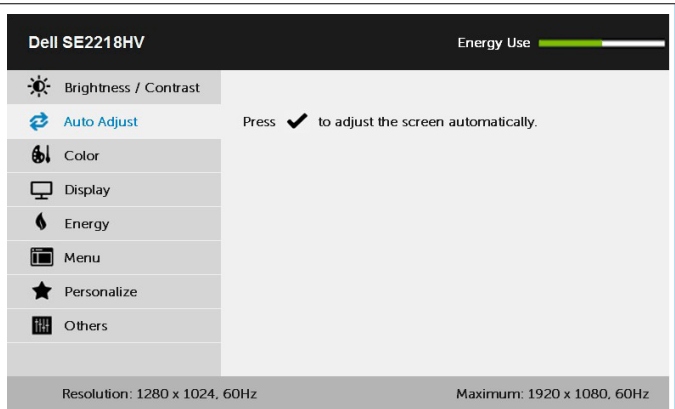 Dell SE2218HV
Energy Use
Brightness / Contrast
Auto Adjust
Press ✔ to adjust the screen automatically.
Color
Display
Energy
Menu
Personalize
Others
Resolution: 1280 x 1024, 60Hz
Maximum: 1920 x 1080, 60Hz